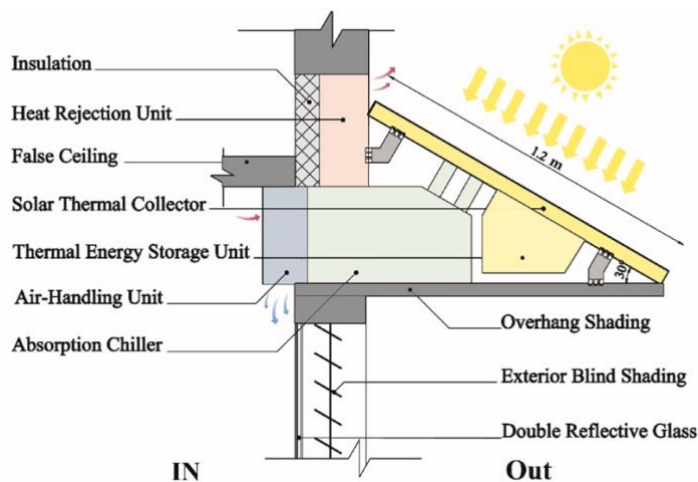 Insulation
Heat Rejection Unit
False Ceiling
Solar Thermal Collector
Thermal Energy Storage Unit
Air-Handling Unit
Absorption Chiller
1.2 m
30°
Overhang Shading
Exterior Blind Shading
Double Reflective Glass
IN
Out